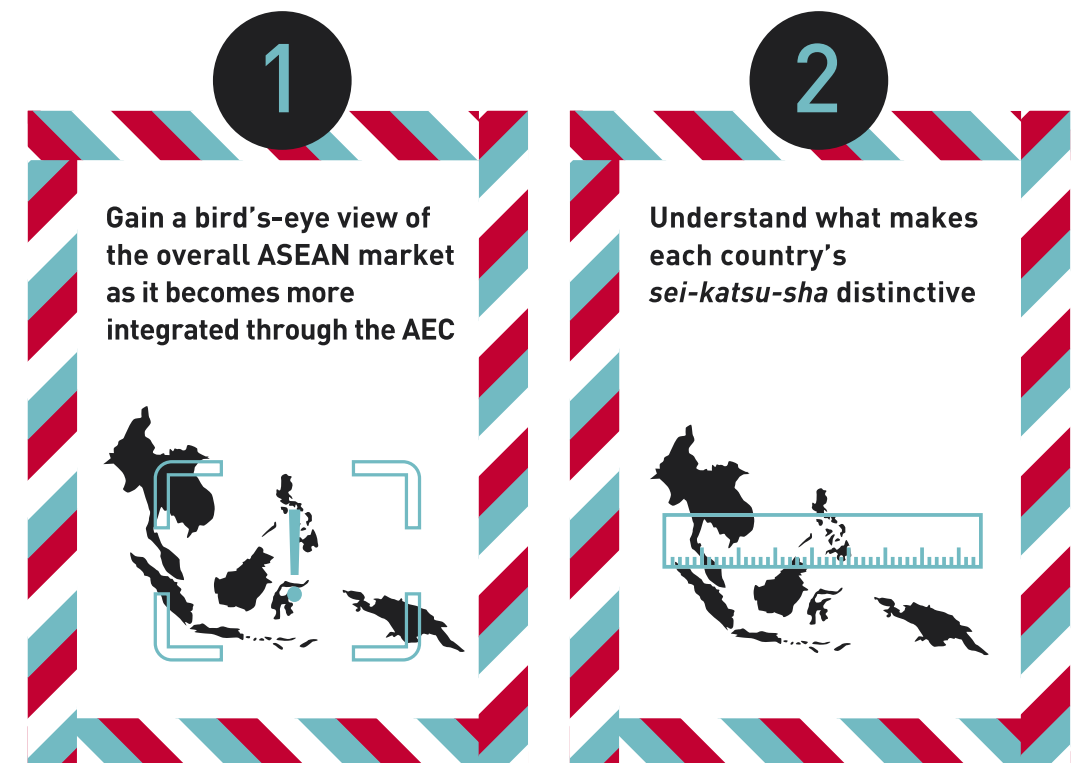 1
Gain a bird's-eye view of
the overall ASEAN market
as it becomes more
integrated through the AEC
2
Understand what makes
each country's
sei-katsu-sha distinctive